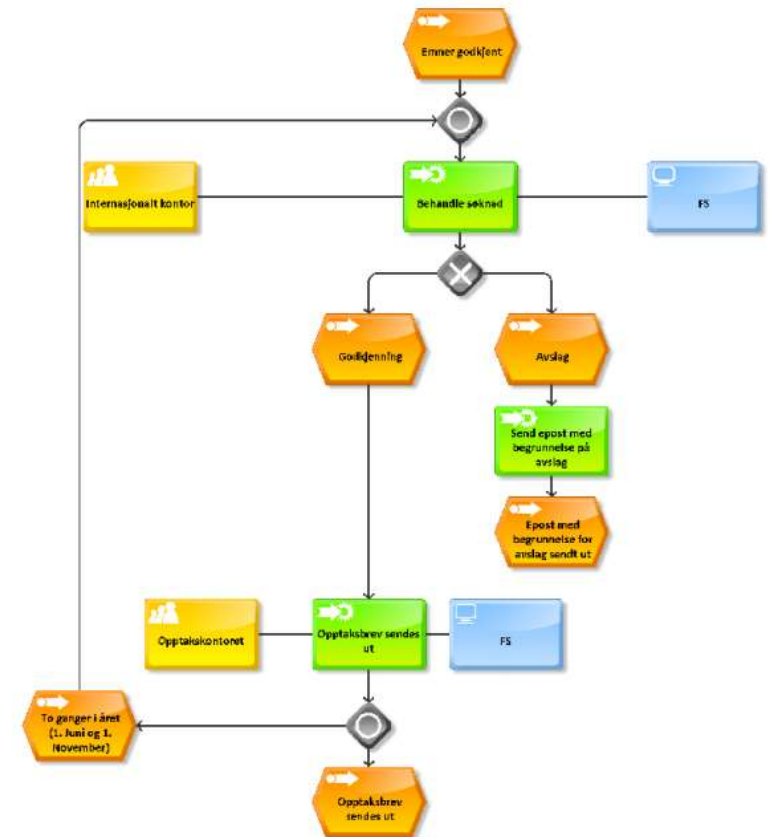 Emner godkjent
Internasjonalt kontor
Behandle søknad
FS
Godkjenning
Avslag
Send epost med
begrunnelse på
avslag
Epost med
begrunnelse for
avslag sendt ut
Opptakskontoret
Opptaksbrev sendes
ut
FS
To ganger i året
(1. Juni og 1.
November)
Opptaksbrev
sendes ut